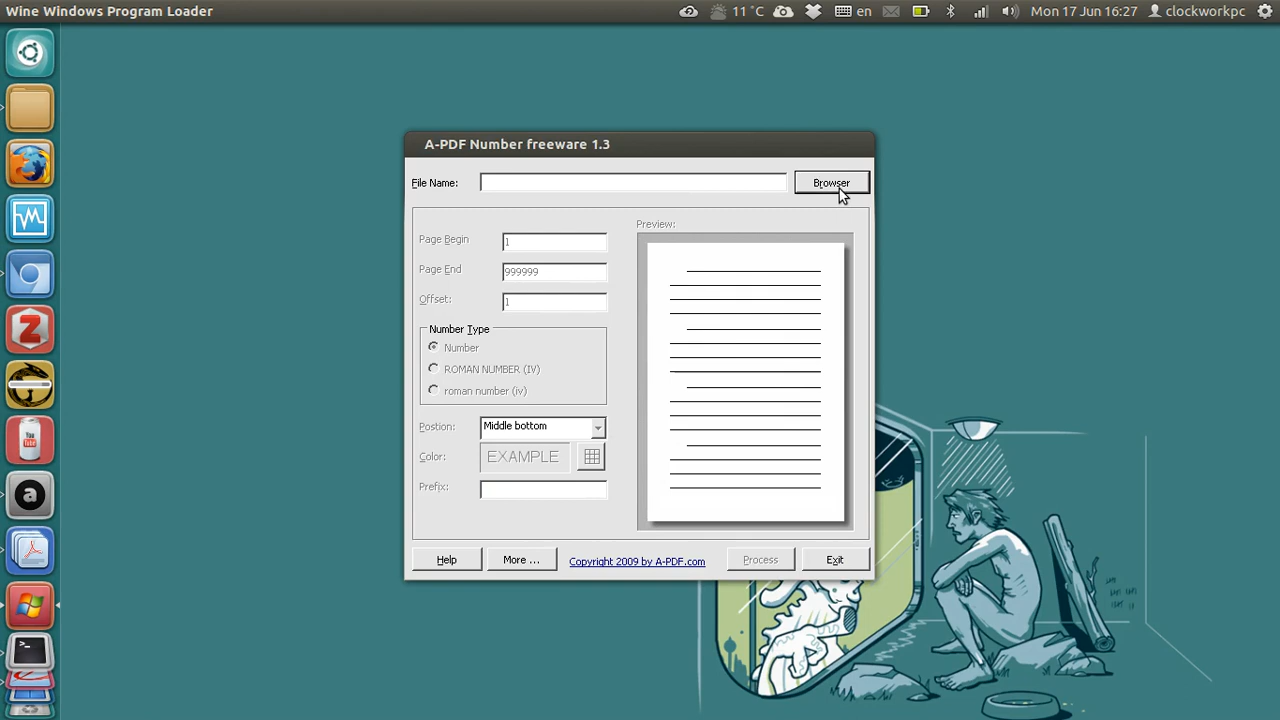 Wine Windows Program Loader
11 °C
en
Mon 17 Jun 16:27
clockworkpc
A-PDF Number freeware 1.3
File Name:
Browser
Preview:
Page Begin
1
Page End
999999
Offset:
1
Number Type
Number
ROMAN NUMBER (IV)
roman number (iv)
Postion:
Middle bottom
Color:
EXAMPLE
Prefix:
Help
More ...
Copyright 2009 by A-PDF.com
Process
Exit
Z
You
Tube
a
>_